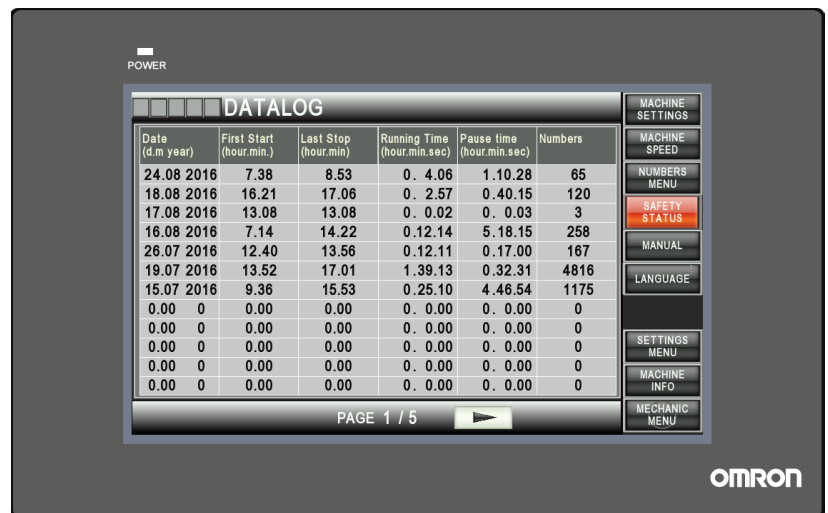 POWER
DATALOG
Date First Start Last Stop Running Time Pause time Numbers
(d.m year) (hour.min.) (hour.min) (hour.min.sec) (hour.min.sec)
24.08 2016 7.38 8.53 0. 4.06 1.10.28 65
18.08 2016 16.21 17.06 0. 2.57 0.40.15 120
17.08 2016 13.08 13.08 0. 0.02 0. 0.03 3
16.08 2016 7.14 14.22 0.12.14 5.18.15 258
26.07 2016 12.40 13.56 0.12.11 0.17.00 167
19.07 2016 13.52 17.01 1.39.13 0.32.31 4816
15.07 2016 9.36 15.53 0.25.10 4.46.54 1175
0.00 0 0.00 0.00 0. 0.00 0. 0.00 0
0.00 0 0.00 0.00 0. 0.00 0. 0.00 0
0.00 0 0.00 0.00 0. 0.00 0. 0.00 0
0.00 0 0.00 0.00 0. 0.00 0. 0.00 0
0.00 0 0.00 0.00 0. 0.00 0. 0.00 0
PAGE 1 / 5
MACHINE
SETTINGS
MACHINE
SPEED
NUMBERS
MENU
SAFETY
STATUS
MANUAL
LANGUAGE
SETTINGS
MENU
MACHINE
INFO
MECHANIC
MENU
OMRON